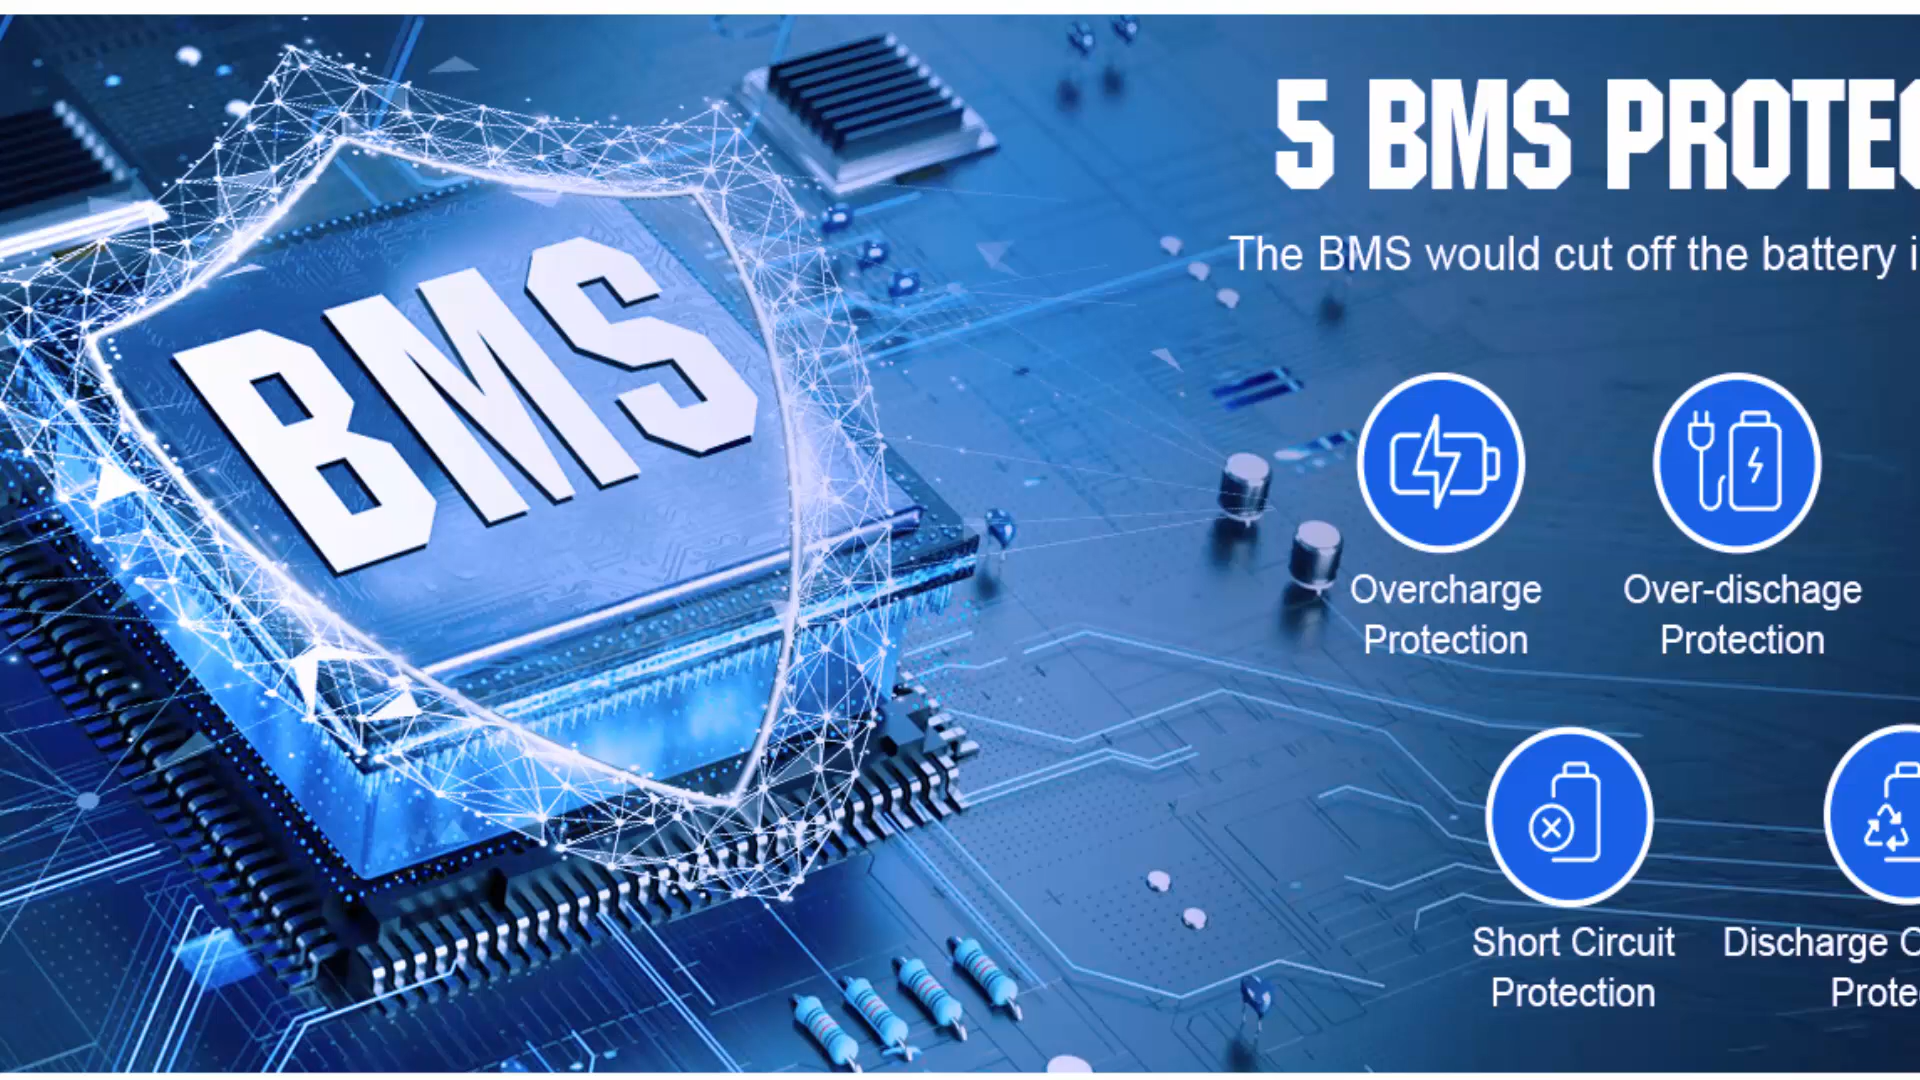 BMS
5 BMS PROTEC
The BMS would cut off the battery i
Overcharge
Protection
Over-dischage
Protection
Short Circuit
Protection
Discharge C
Prote